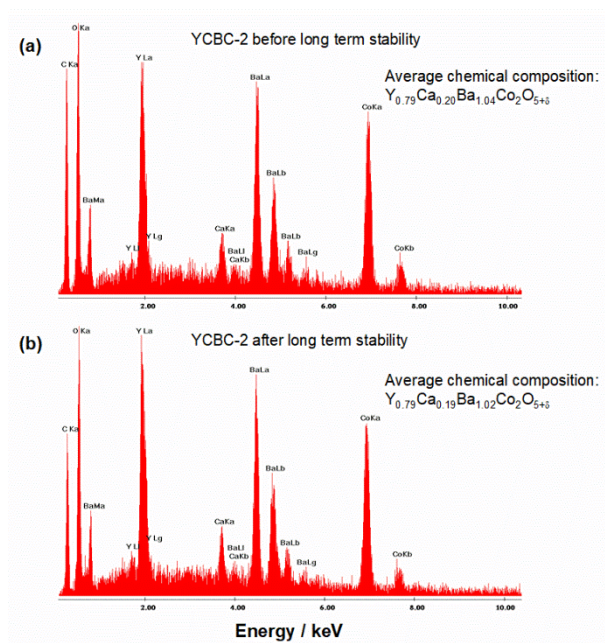 (a)
YCBC-2 before long term stability
Average chemical composition:
Y0.79Ca0.20Ba1.04Co2O5+δ
O Ka
C Ka
Y La
BaMa
Y Ll
Y Lg
CaKa
BaLl
CaKb
BaLa
BaLb
BaLb
BaLg
CoKa
CoKb
2.00 4.00 6.00 8.00 10.00
(b)
YCBC-2 after long term stability
Average chemical composition:
Y0.79Ca0.19Ba1.02Co2O5+δ
O Ka
C Ka
Y La
BaMa
Y Ll
Y Lg
CaKa
BaLl
CaKb
BaLa
BaLb
BaLb
BaLg
CoKa
CoKb
2.00 4.00 6.00 8.00 10.00
Energy / keV